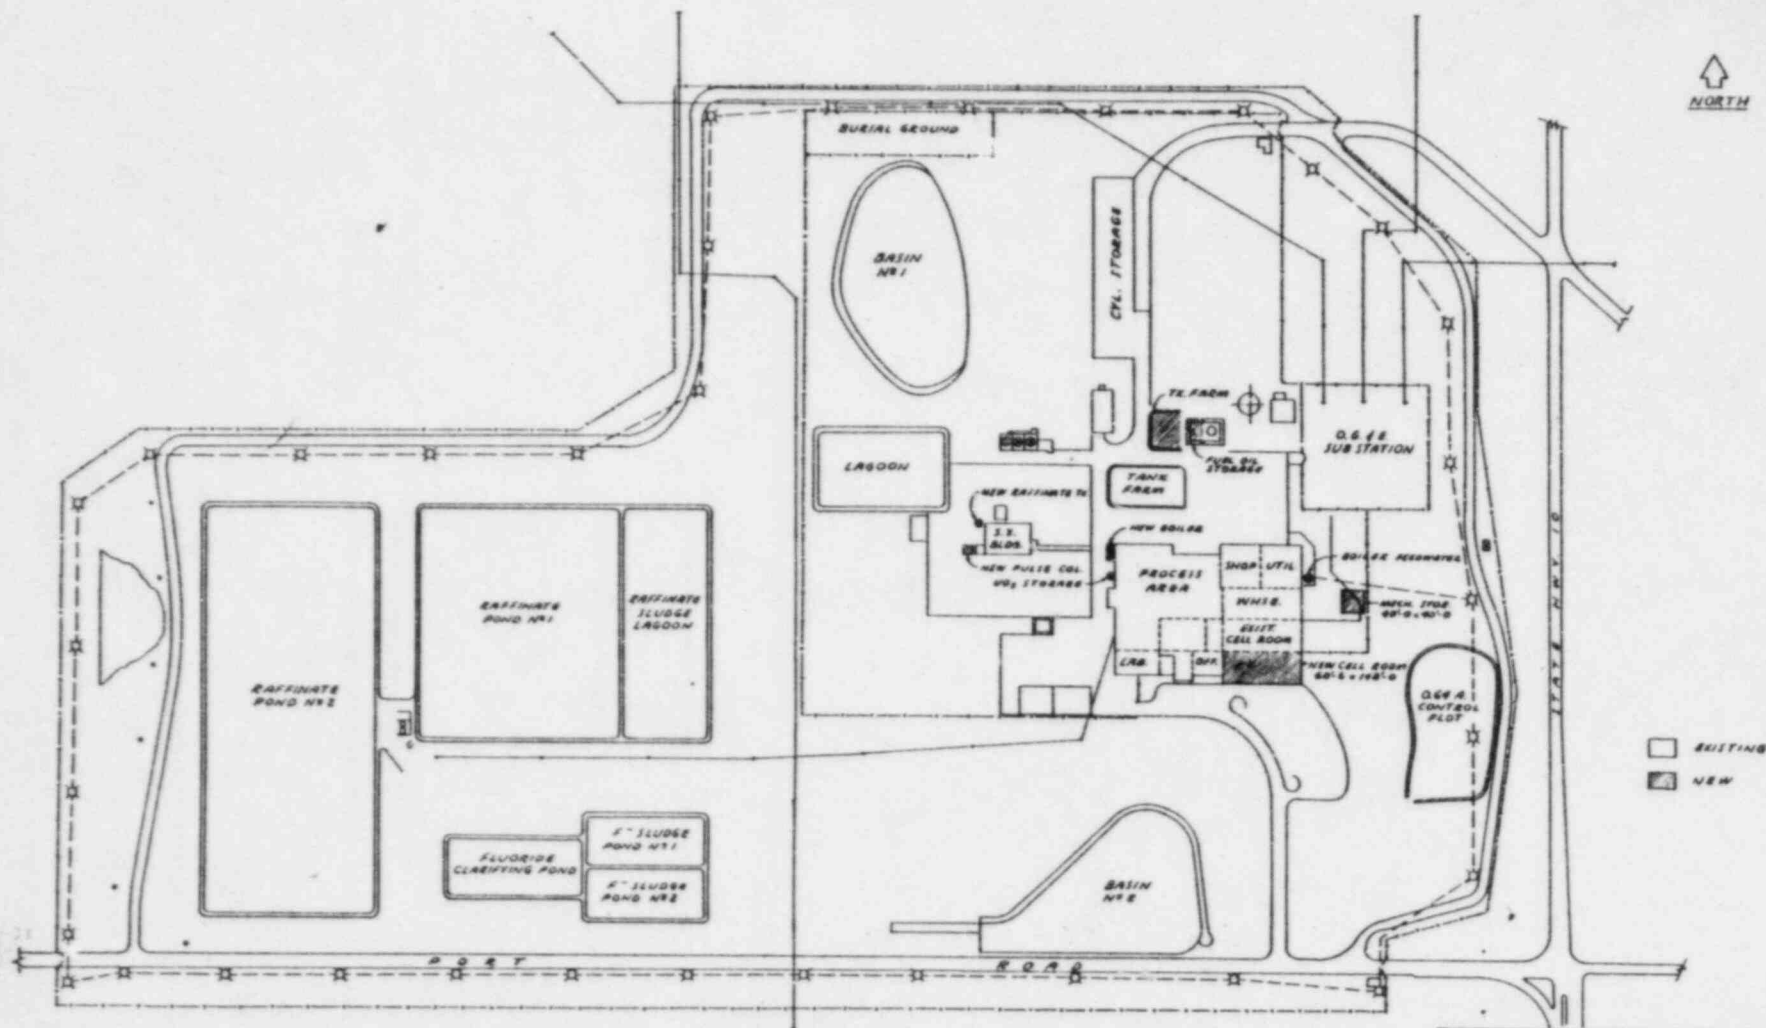 NORTH
BURIAL GROUND
BASIN
Nº 1
CYL. STORAGE
TK. FARM
O. G. & E.
SUB STATION
FUEL OIL
STORAGE
LAGOON
TANK
FARM
NEW RAFFINATE TK.
S.X.
BLDG.
NEW BOILER
NEW PULSE COL.
STORAGE
PROCESS
AREA
SHOP
UTIL
BOILER FEEDWATER
WHSE.
MECH. STOR.
EXIST.
CELL ROOM
LAB.
OFF.
NEW CELL ROOM
RAFFINATE
POND Nº 1
RAFFINATE
SLUDGE
LAGOON
RAFFINATE
POND Nº 2
CONTROL
PLOT
STATE HWY. 10
EXISTING
NEW
F⁻ SLUDGE
POND Nº 1
FLUORIDE
CLARIFYING POND
F⁻ SLUDGE
POND Nº 2
BASIN
Nº 2
PORT ROAD